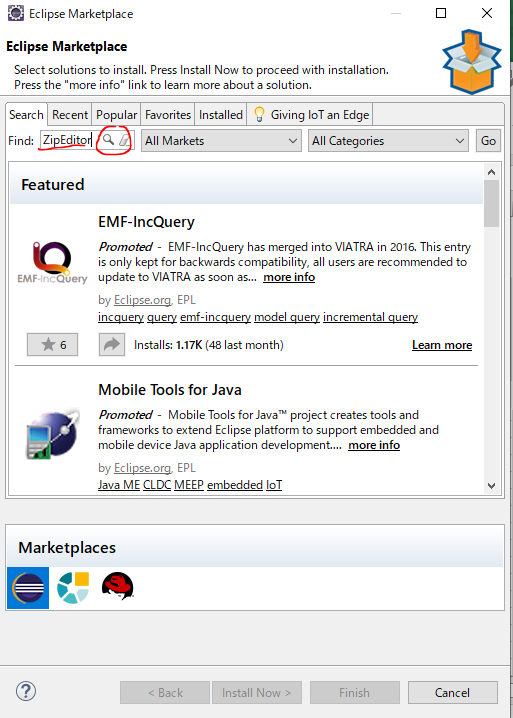 Eclipse Marketplace
Eclipse Marketplace
Select solutions to install. Press Install Now to proceed with installation.
Press the "more info" link to learn more about a solution.
Search Recent Popular Favorites Installed Giving IoT an Edge
Find: ZipEditor All Markets All Categories Go
Featured
EMF-IncQuery
Promoted - EMF-IncQuery has merged into VIATRA in 2016. This entry
is only kept for backwards compatibility, all users are recommended to
update to VIATRA as soon as... more info
EMF-IncQuery
by Eclipse.org, EPL
incquery query emf-incquery model query incremental query
6 Installs: 1.17K (48 last month) Learn more
Mobile Tools for Java
Promoted - Mobile Tools for Java™ project creates tools and
frameworks to extend Eclipse platform to support embedded and
mobile device Java application development.... more info
by Eclipse.org, EPL
Java ME CLDC MEEP embedded IoT
Marketplaces
? < Back Install Now > Finish Cancel